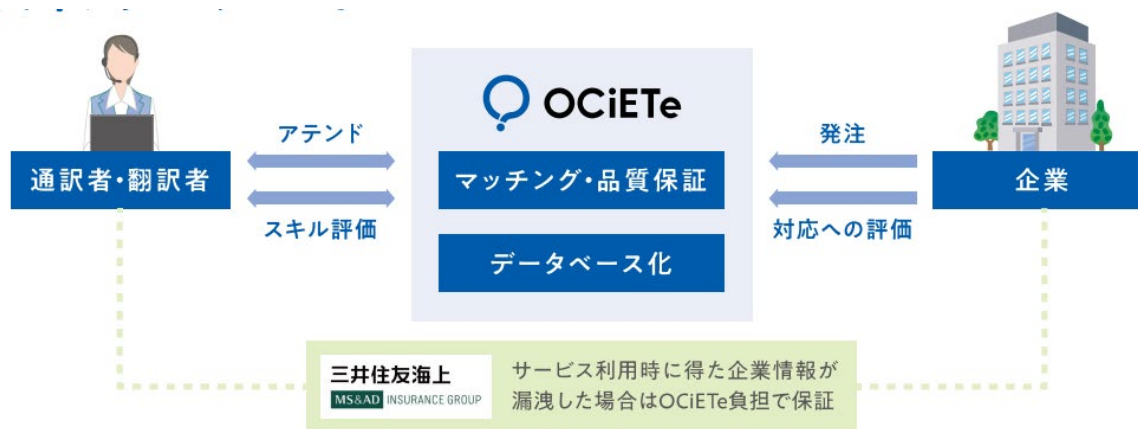 OCiETe
アテンド
発注
通訳者・翻訳者
マッチング・品質保証
企業
スキル評価
対応への評価
データベース化
三井住友海上
MS&AD INSURANCE GROUP
サービス利用時に得た企業情報が
漏洩した場合はOCiETe負担で保証